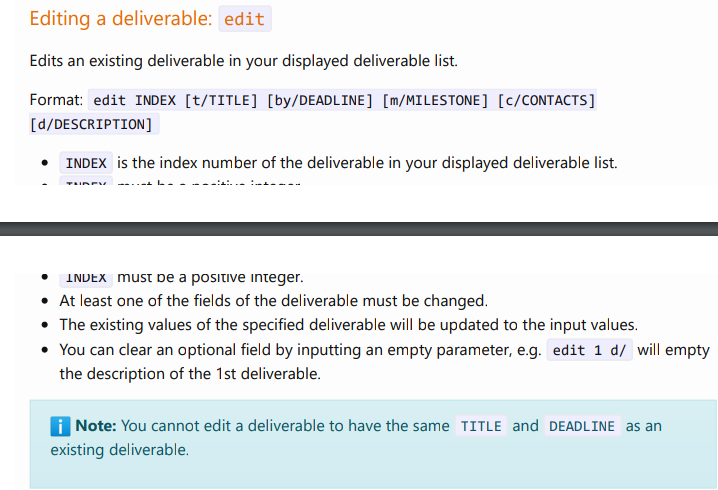 Editing a deliverable: edit
Edits an existing deliverable in your displayed deliverable list.
Format: edit INDEX [t/TITLE] [by/DEADLINE] [m/MILESTONE] [c/CONTACTS]
[d/DESCRIPTION]
• INDEX is the index number of the deliverable in your displayed deliverable list.
• INDEX must be a positive integer.
• INDEX must be a positive integer.
• At least one of the fields of the deliverable must be changed.
• The existing values of the specified deliverable will be updated to the input values.
• You can clear an optional field by inputting an empty parameter, e.g. edit 1 d/ will empty
the description of the 1st deliverable.
i Note: You cannot edit a deliverable to have the same TITLE and DEADLINE as an
existing deliverable.